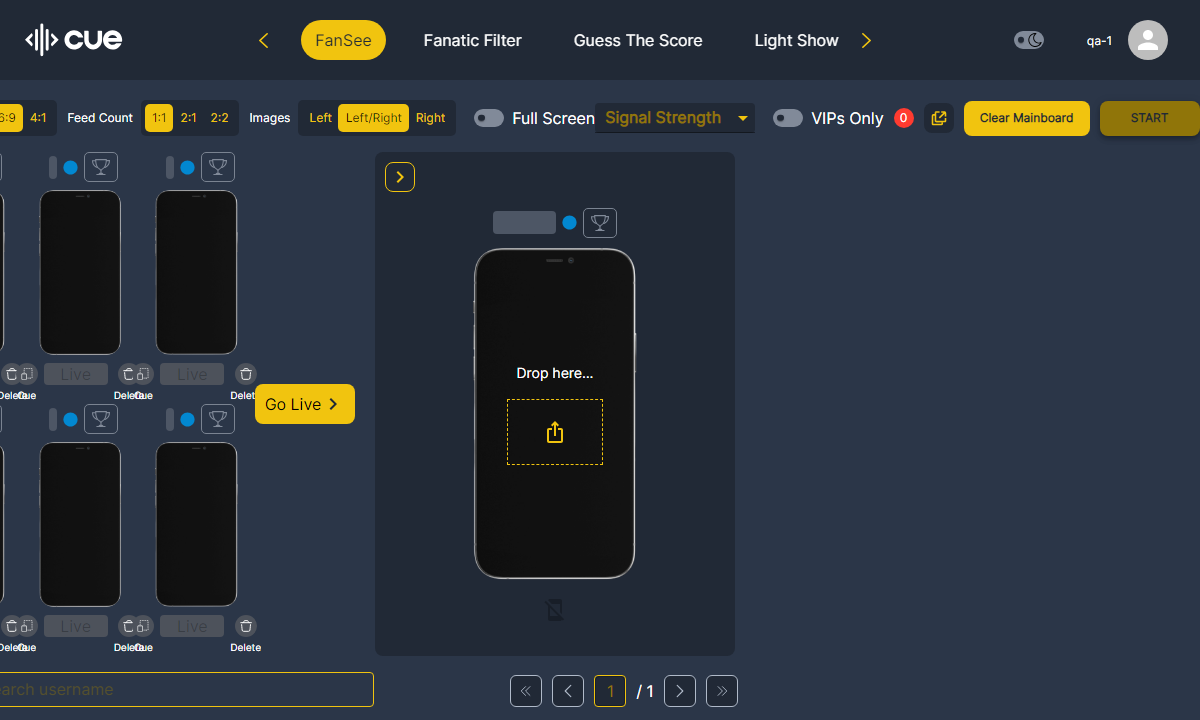 cue
FanSee
Fanatic Filter
Guess The Score
Light Show
qa-1
6:9
4:1
Feed Count
1:1
2:1
2:2
Images
Left
Left/Right
Right
Full Screen
Signal Strength
VIPs Only
0
Clear Mainboard
START
Live
Live
Delete
Cue
Delete
Cue
Delete
Go Live
Drop here...
Live
Live
Delete
Cue
Delete
Cue
Delete
arch username
1
/ 1